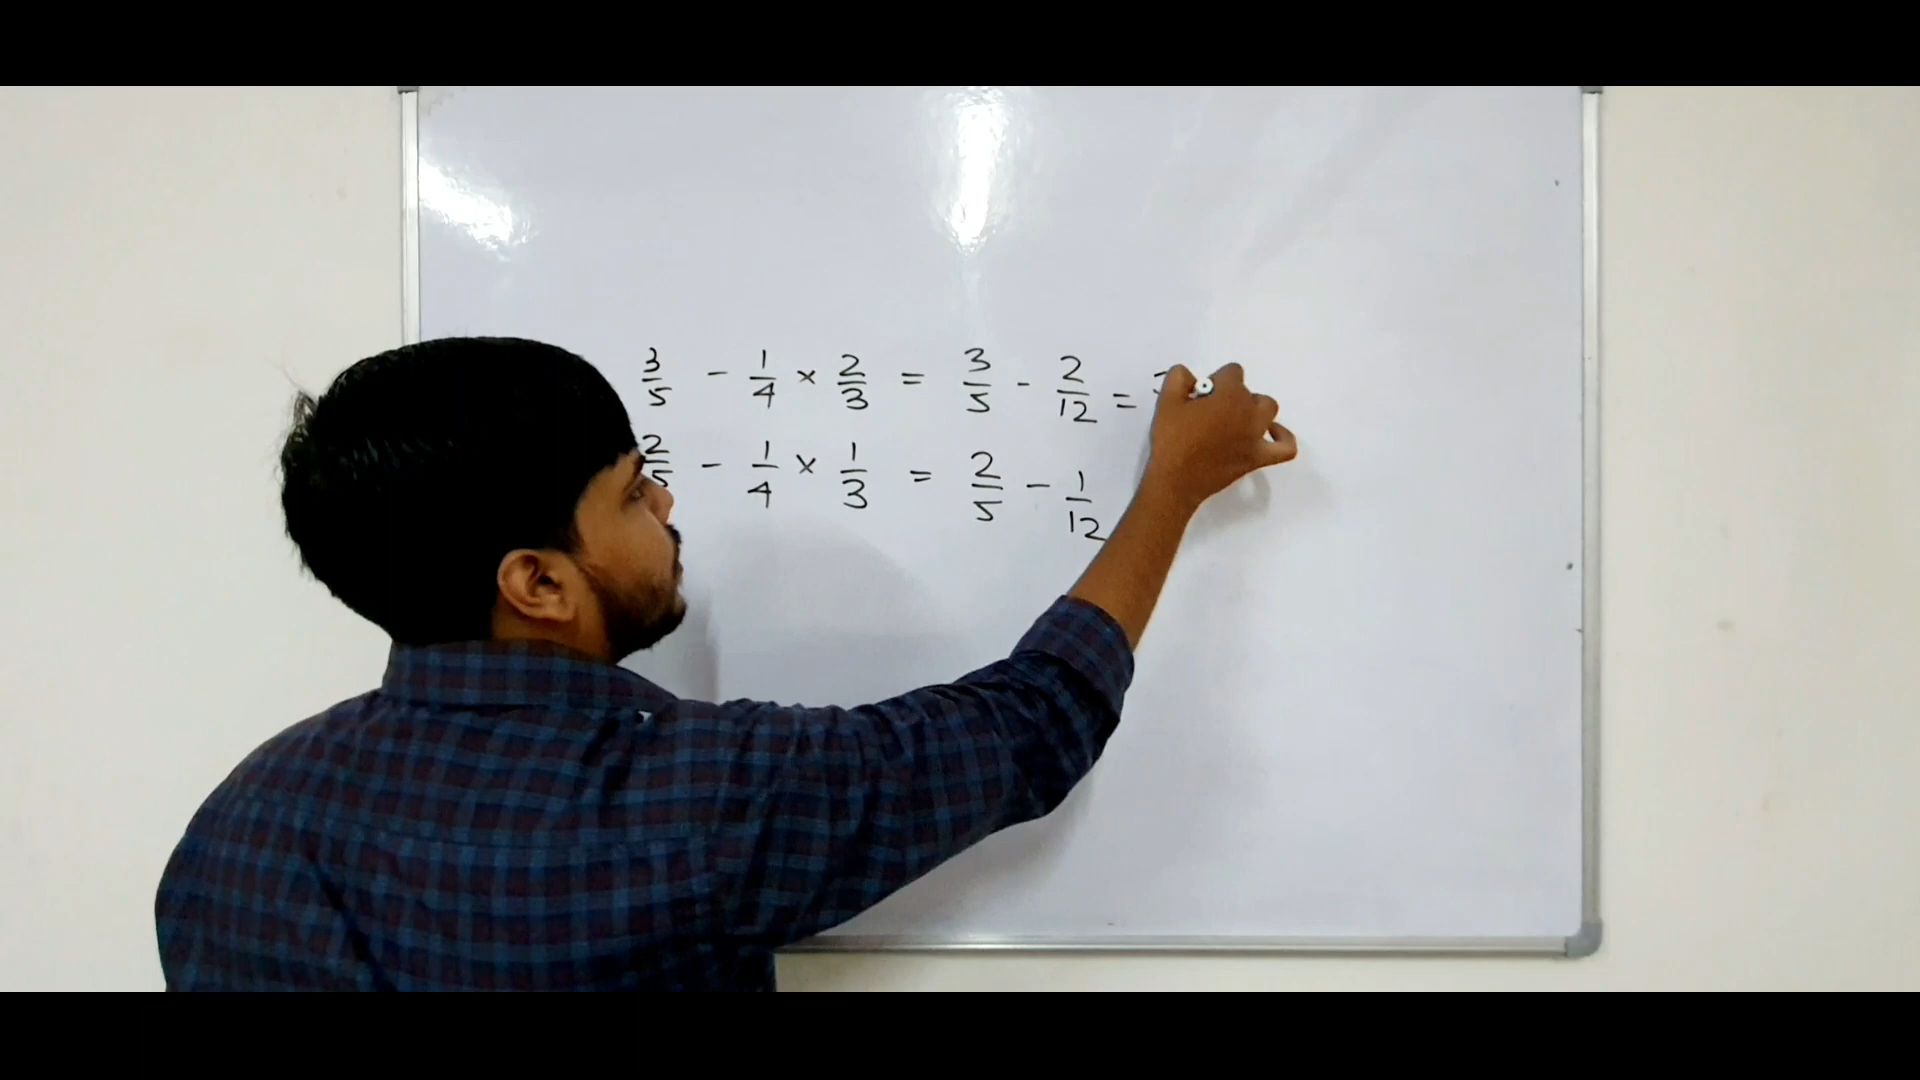 3/5 - 1/4 × 2/3 = 3/5 - 2/12 =
2/5 - 1/4 × 1/3 = 2/5 - 1/12